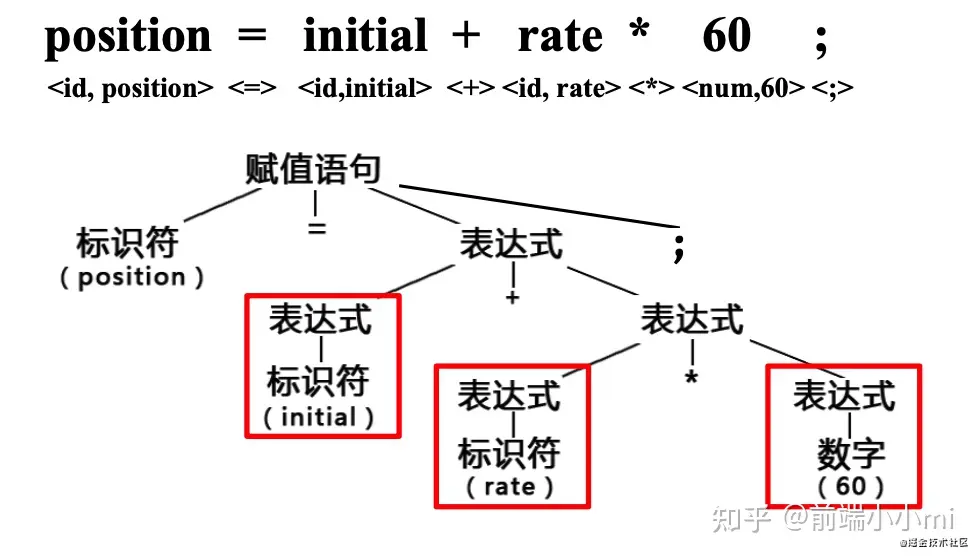 position = initial + rate * 60 ;
<id, position> <=> <id,initial> <+> <id, rate> <*> <num,60> <;>
赋值语句
标识符 = 表达式 ;
(position)
表达式 + 表达式
标识符 表达式 * 表达式
(initial)
标识符 数字
(rate) (60)
知乎 @前端小小mi
@掘金技术社区